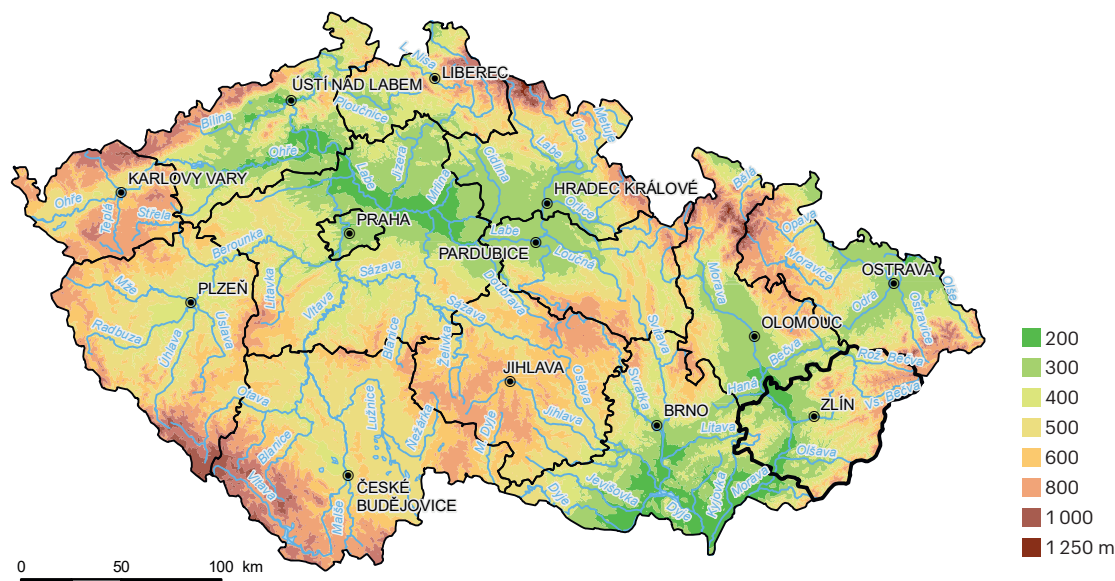 L. Nisa
LIBEREC
ÚSTÍ NAD LABEM
Ploučnice
Bílina
Metuje
Úpa
Labe
Ohře
Jizera
Cidlina
Mrlina
Labe
Bělá
KARLOVY VARY
HRADEC KRÁLOVÉ
Ohře
Teplá
Střela
Orlice
Opava
PRAHA
Labe
Berounka
PARDUBICE
Loučná
Moravice
OSTRAVA
Olše
Sázava
Doubrava
Morava
Mže
PLZEŇ
Litavka
Vltava
Sázava
Odra
Ostravice
Radbuza
Úhlava
Úslava
Blanice
Želivka
Svitava
OLOMOUC
Bečva
Rož. Bečva
JIHLAVA
Oslava
Svratka
Haná
Vs. Bečva
Otava
Lužnice
Nežárka
M. Dyje
Jihlava
BRNO
Litava
ZLÍN
Blanice
Olšava
Vltava
Malše
ČESKÉ
BUDĚJOVICE
Dyje
Jevišovka
Dyje
Kyjovka
Morava
200
300
400
500
600
800
1 000
1 250 m
0 50 100 km